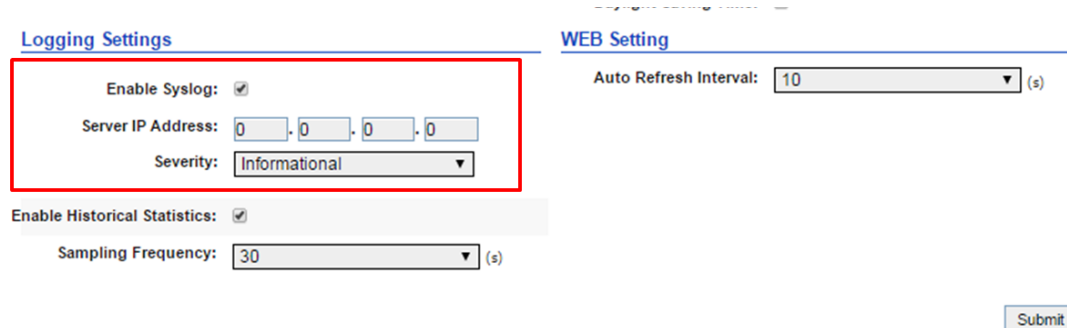 Logging Settings
WEB Setting
Enable Syslog:
Auto Refresh Interval: 10 (s)
Server IP Address: 0 . 0 . 0 . 0
Severity: Informational
Enable Historical Statistics:
Sampling Frequency: 30 (s)
Submit